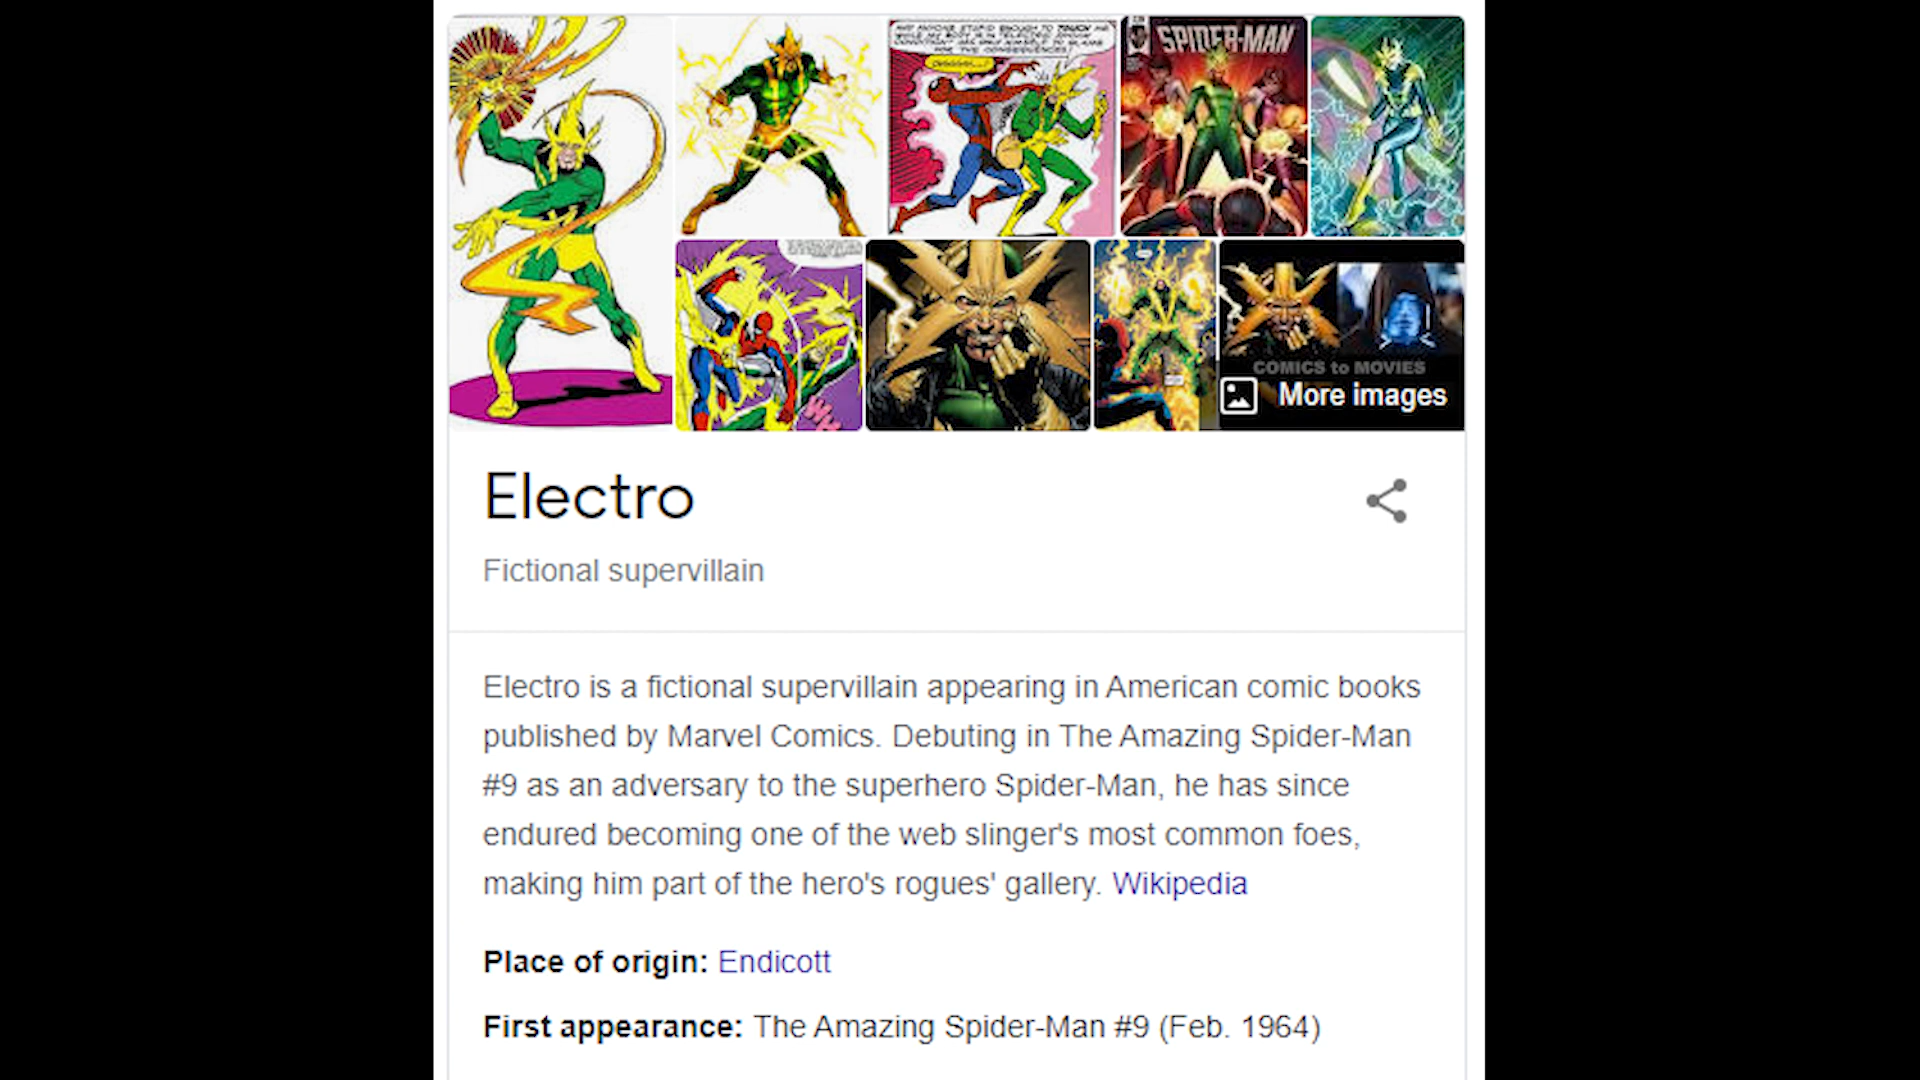 SPIDER-MAN
COMICS to MOVIES
More images
Electro
Fictional supervillain
Electro is a fictional supervillain appearing in American comic books
published by Marvel Comics. Debuting in The Amazing Spider-Man
#9 as an adversary to the superhero Spider-Man, he has since
endured becoming one of the web slinger's most common foes,
making him part of the hero's rogues' gallery. Wikipedia
Place of origin: Endicott
First appearance: The Amazing Spider-Man #9 (Feb. 1964)